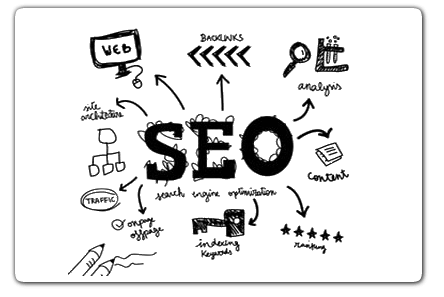 WEB
BACKLINKS
analysis
site
architecture
SEO
content
search engine optimization
TRAFFIC
onpage
offpage
indexing
keywords
ranking